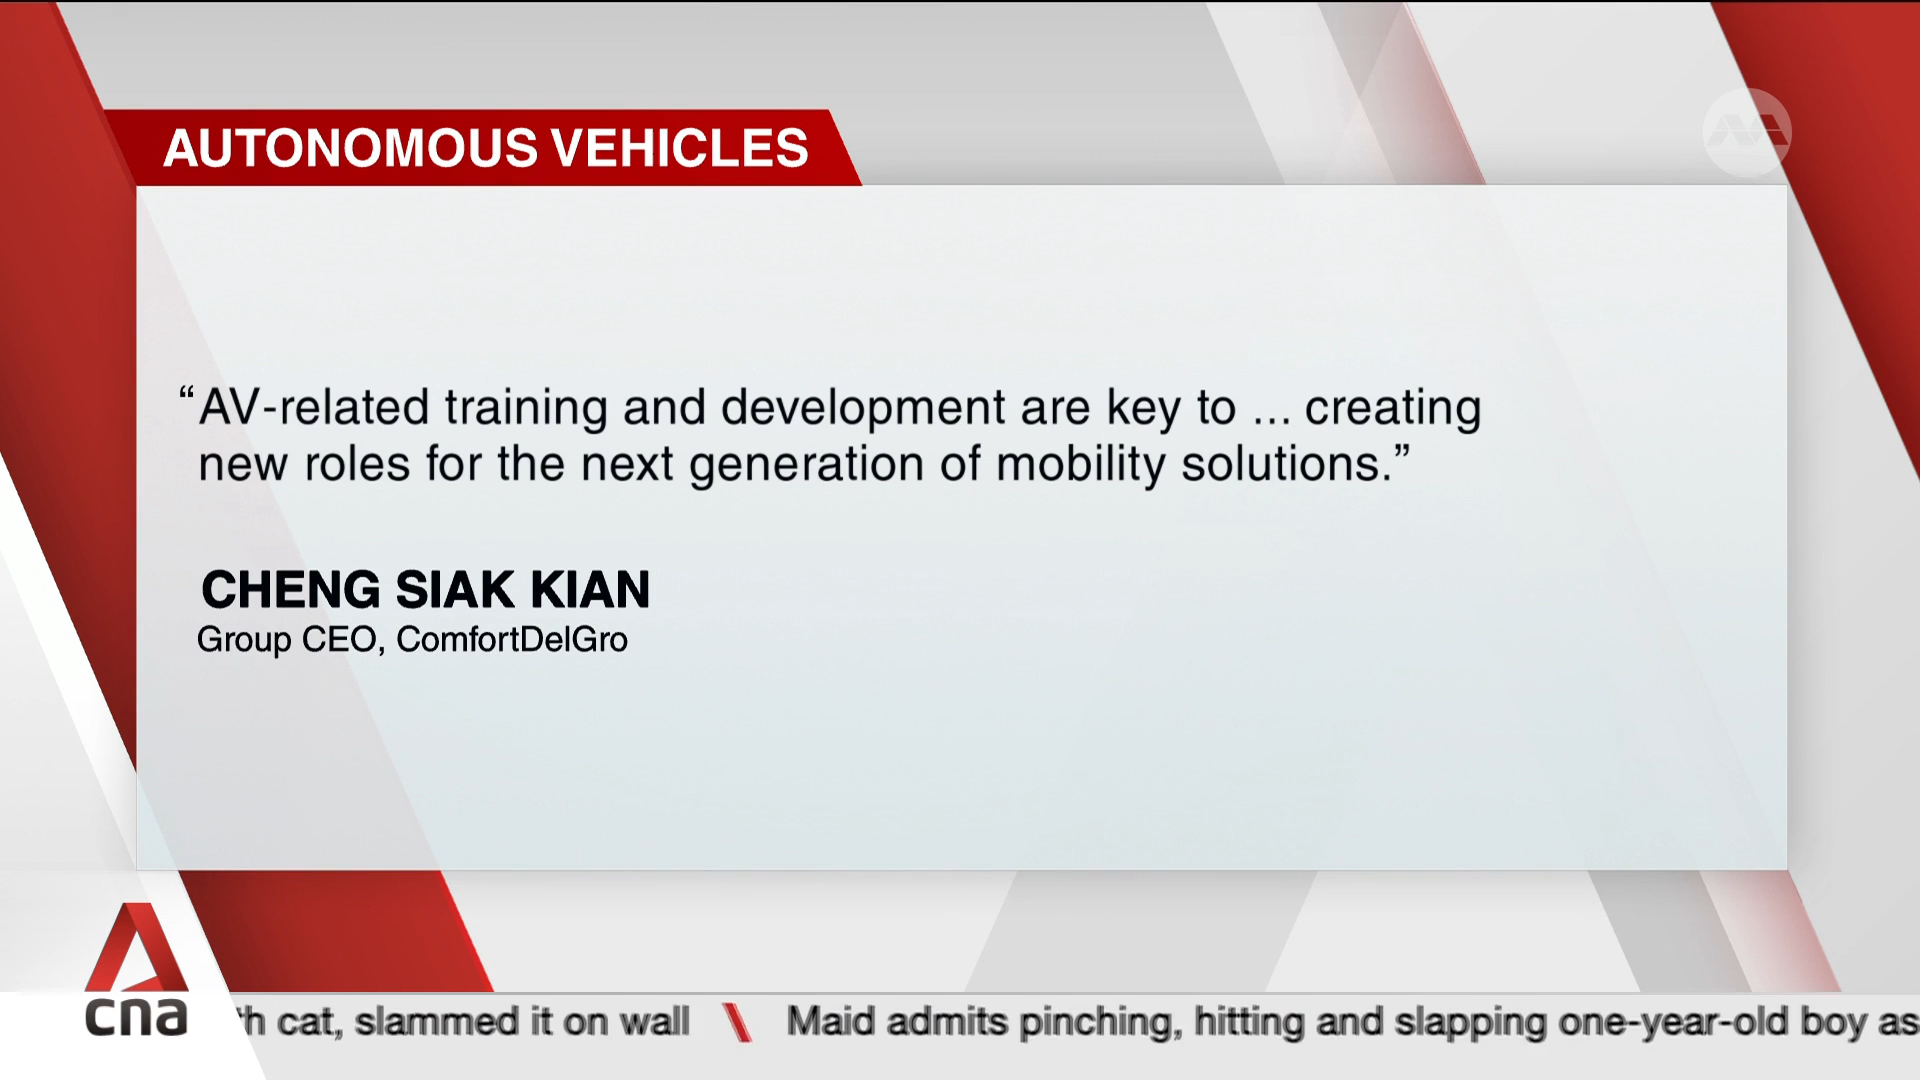 AUTONOMOUS VEHICLES
“AV-related training and development are key to ... creating
new roles for the next generation of mobility solutions.”
CHENG SIAK KIAN
Group CEO, ComfortDelGro
cna
cat, slammed it on wall Maid admits pinching, hitting and slapping one-year-old boy as